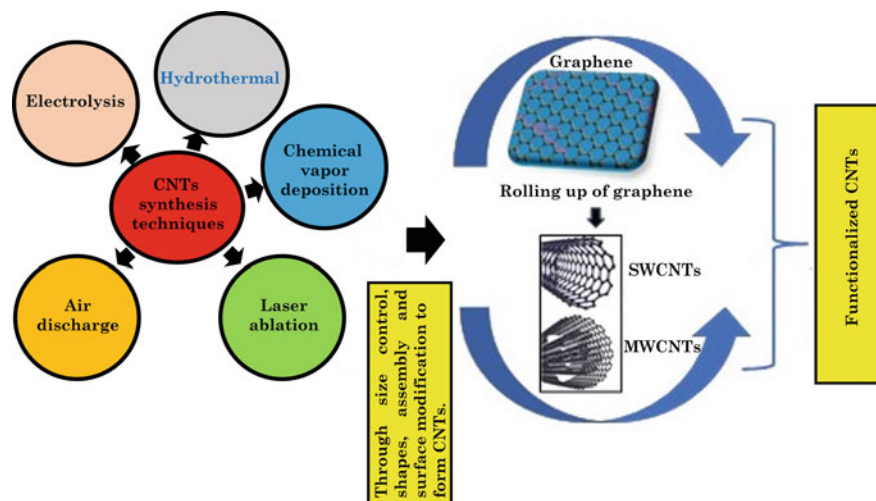 Hydrothermal
Electrolysis
Chemical
vapor
deposition
CNTs
synthesis
techniques
Air
discharge
Laser
ablation
Through size control,
shapes, assembly and
surface modification to
form CNTs.
Graphene
Rolling up of graphene
SWCNTs
MWCNTs
Functionalized CNTs